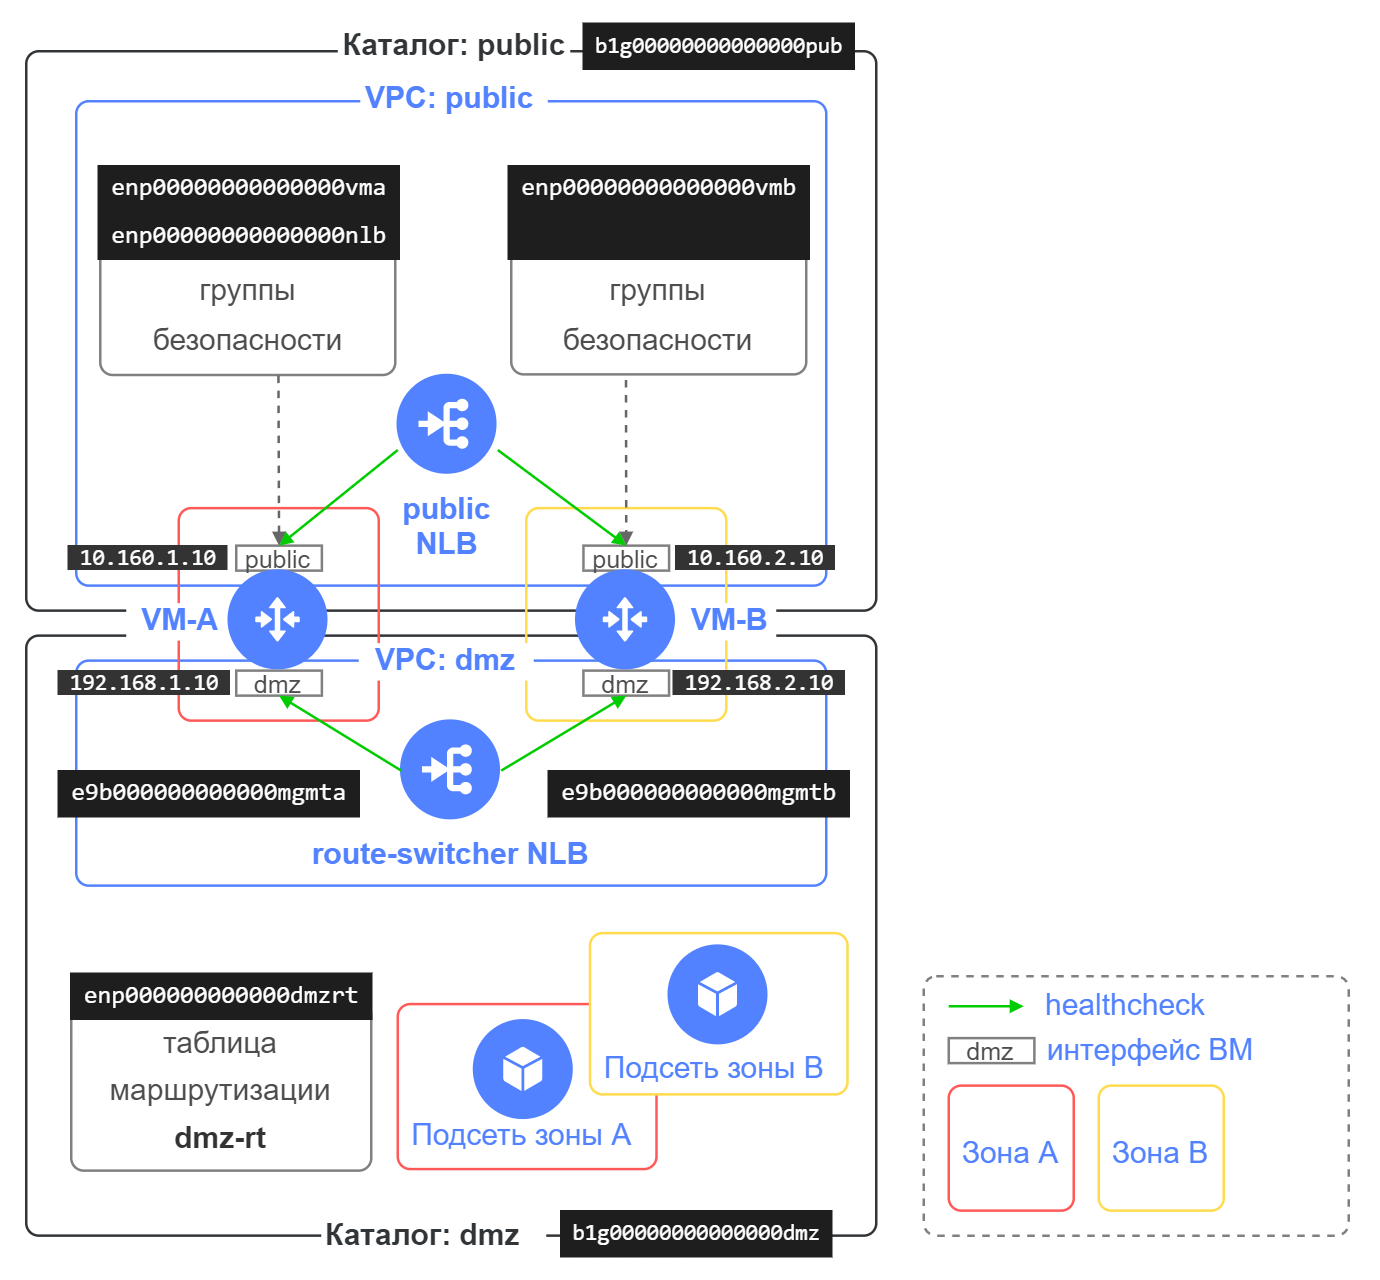 Каталог: public
b1g00000000000000pub
VPC: public
enp00000000000000vma
enp00000000000000nlb
группы
безопасности
enp00000000000000vmb
группы
безопасности
public
NLB
10.160.1.10
public
public
10.160.2.10
VM-A
VM-B
VPC: dmz
192.168.1.10
dmz
dmz
192.168.2.10
e9b000000000000mgmta
e9b000000000000mgmtb
route-switcher NLB
enp000000000000dmzrt
таблица
маршрутизации
dmz-rt
Подсеть зоны B
Подсеть зоны A
Каталог: dmz
b1g00000000000000dmz
healthcheck
dmz
интерфейс ВМ
Зона A
Зона B